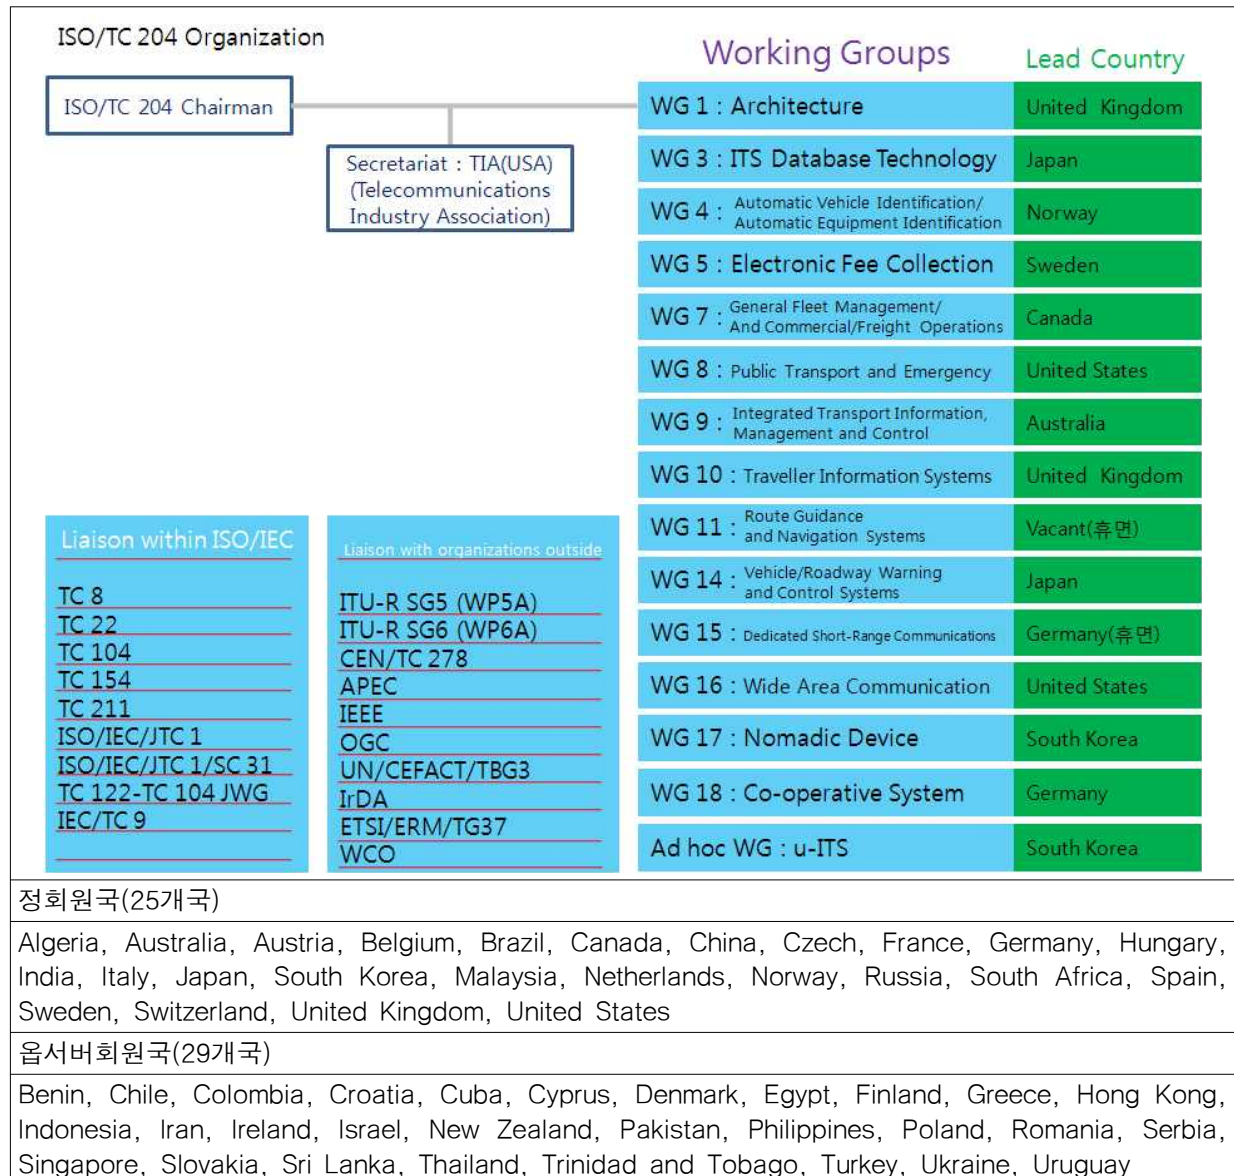 ISO/TC 204 Organization
ISO/TC 204 Chairman
Secretariat : TIA(USA)
(Telecommunications
Industry Association)
Working Groups
Lead Country
WG 1 : Architecture
United Kingdom
WG 3 : ITS Database Technology
Japan
WG 4 : Automatic Vehicle Identification/
Automatic Equipment Identification
Norway
WG 5 : Electronic Fee Collection
Sweden
WG 7 : General Fleet Management/
And Commercial/Freight Operations
Canada
WG 8 : Public Transport and Emergency
United States
WG 9 : Integrated Transport Information,
Management and Control
Australia
WG 10 : Traveller Information Systems
United Kingdom
WG 11 : Route Guidance
and Navigation Systems
Vacant(휴면)
WG 14 : Vehicle/Roadway Warning
and Control Systems
Japan
WG 15 : Dedicated Short-Range Communications
Germany(휴면)
WG 16 : Wide Area Communication
United States
WG 17 : Nomadic Device
South Korea
WG 18 : Co-operative System
Germany
Ad hoc WG : u-ITS
South Korea
Liaison within ISO/IEC
TC 8
TC 22
TC 104
TC 154
TC 211
ISO/IEC/JTC 1
ISO/IEC/JTC 1/SC 31
TC 122-TC 104 JWG
IEC/TC 9
Liaison with organizations outside
ITU-R SG5 (WP5A)
ITU-R SG6 (WP6A)
CEN/TC 278
APEC
IEEE
OGC
UN/CEFACT/TBG3
IrDA
ETSI/ERM/TG37
WCO
정회원국(25개국)
Algeria, Australia, Austria, Belgium, Brazil, Canada, China, Czech, France, Germany, Hungary,
India, Italy, Japan, South Korea, Malaysia, Netherlands, Norway, Russia, South Africa, Spain,
Sweden, Switzerland, United Kingdom, United States
옵서버회원국(29개국)
Benin, Chile, Colombia, Croatia, Cuba, Cyprus, Denmark, Egypt, Finland, Greece, Hong Kong,
Indonesia, Iran, Ireland, Israel, New Zealand, Pakistan, Philippines, Poland, Romania, Serbia,
Singapore, Slovakia, Sri Lanka, Thailand, Trinidad and Tobago, Turkey, Ukraine, Uruguay